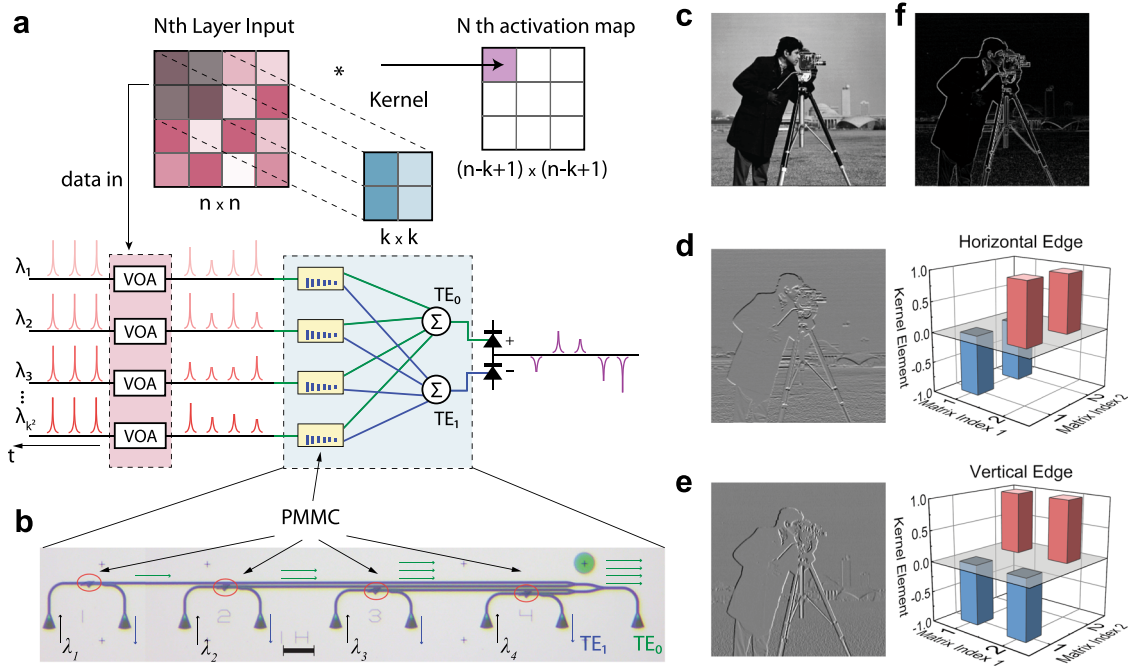 a
Nth Layer Input
N th activation map
*
Kernel
data in
n x n
k x k
(n-k+1) x (n-k+1)
λ1
λ2
λ3
...
λk²
VOA
VOA
VOA
VOA
t
TE0
Σ
Σ
TE1
+
−
b
PMMC
1
2
3
4
λ1
λ2
λ3
λ4
TE1
TE0
c
f
d
Horizontal Edge
Kernel Element
1.0
0.5
0.0
-0.5
-1.0
1
2
Matrix Index 1
1
2
Matrix Index 2
e
Vertical Edge
Kernel Element
1.0
0.5
0.0
-0.5
-1.0
1
2
Matrix Index 1
1
2
Matrix Index 2